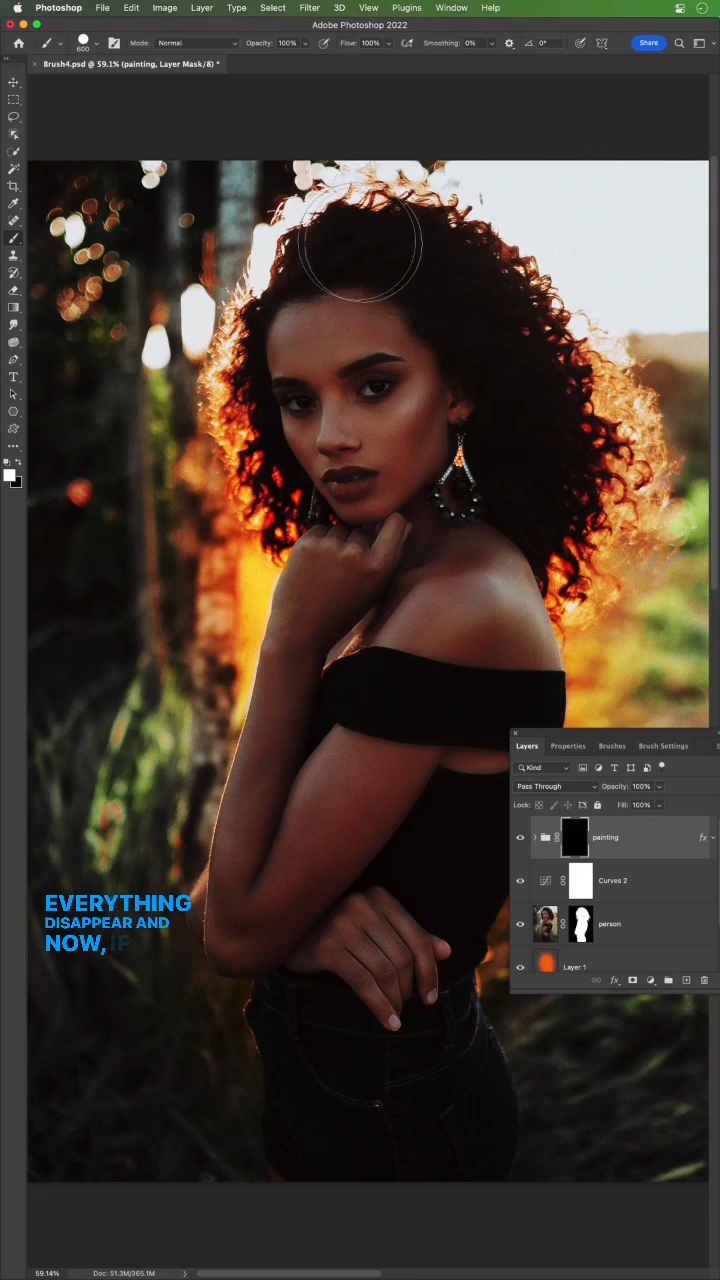 Photoshop File Edit Image Layer Type Select Filter 3D View Plugins Window Help
Adobe Photoshop 2022
600 Mode: Normal Opacity: 100% Flow: 100% Smoothing: 0% 0° Share
Brush4.psd @ 59.1% (painting, Layer Mask/8) *
Layers Properties Brushes Brush Settings
Kind
Pass Through Opacity: 100%
Lock: Fill: 100%
painting fx
Curves 2
person
Layer 1
fx
EVERYTHING
DISAPPEAR AND
NOW, IF
59.14% Doc: 51.3M/365.1M